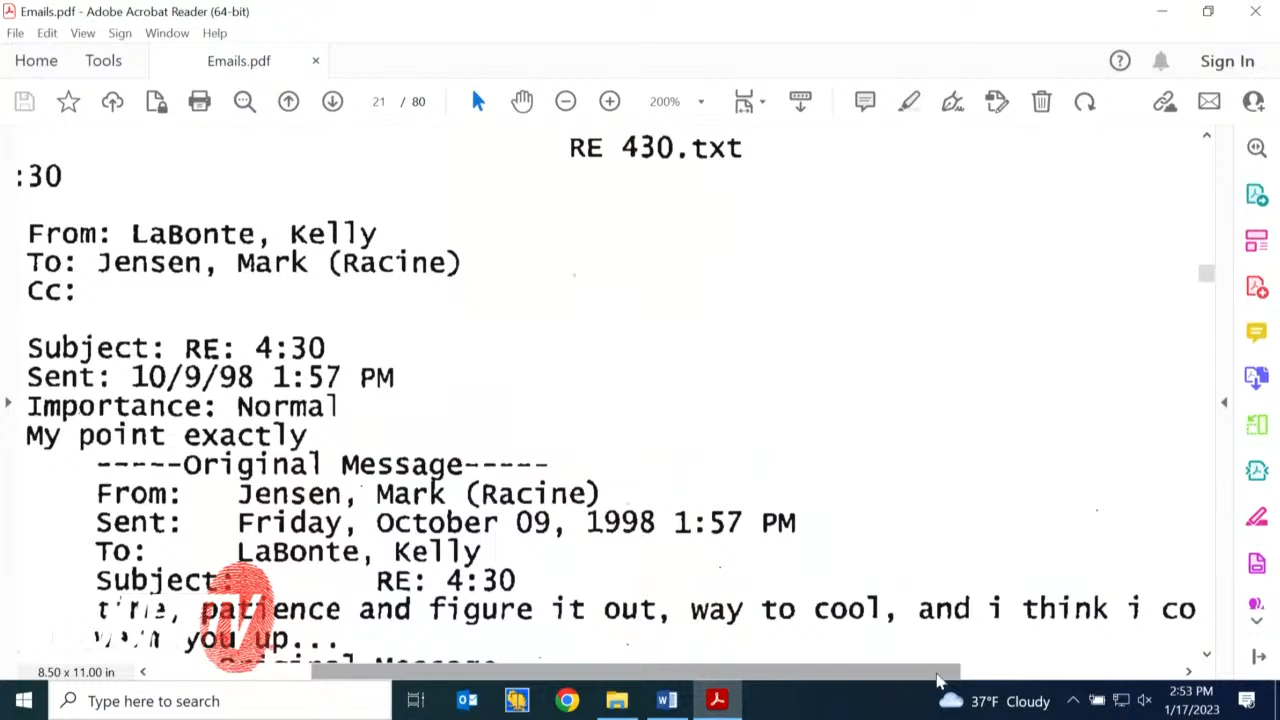 Emails.pdf - Adobe Acrobat Reader (64-bit)
File Edit View Sign Window Help
Home Tools Emails.pdf × Sign In
21 / 80 200%
RE 430.txt
:30
From: LaBonte, Kelly
To: Jensen, Mark (Racine)
Cc:
Subject: RE: 4:30
Sent: 10/9/98 1:57 PM
Importance: Normal
My point exactly
-----Original Message-----
From: Jensen, Mark (Racine)
Sent: Friday, October 09, 1998 1:57 PM
To: LaBonte, Kelly
Subject: RE: 4:30
patience and figure it out, way to cool, and i think i co
you up...
Original Message
8.50 x 11.00 in
Type here to search
37°F Cloudy
2:53 PM
1/17/2023